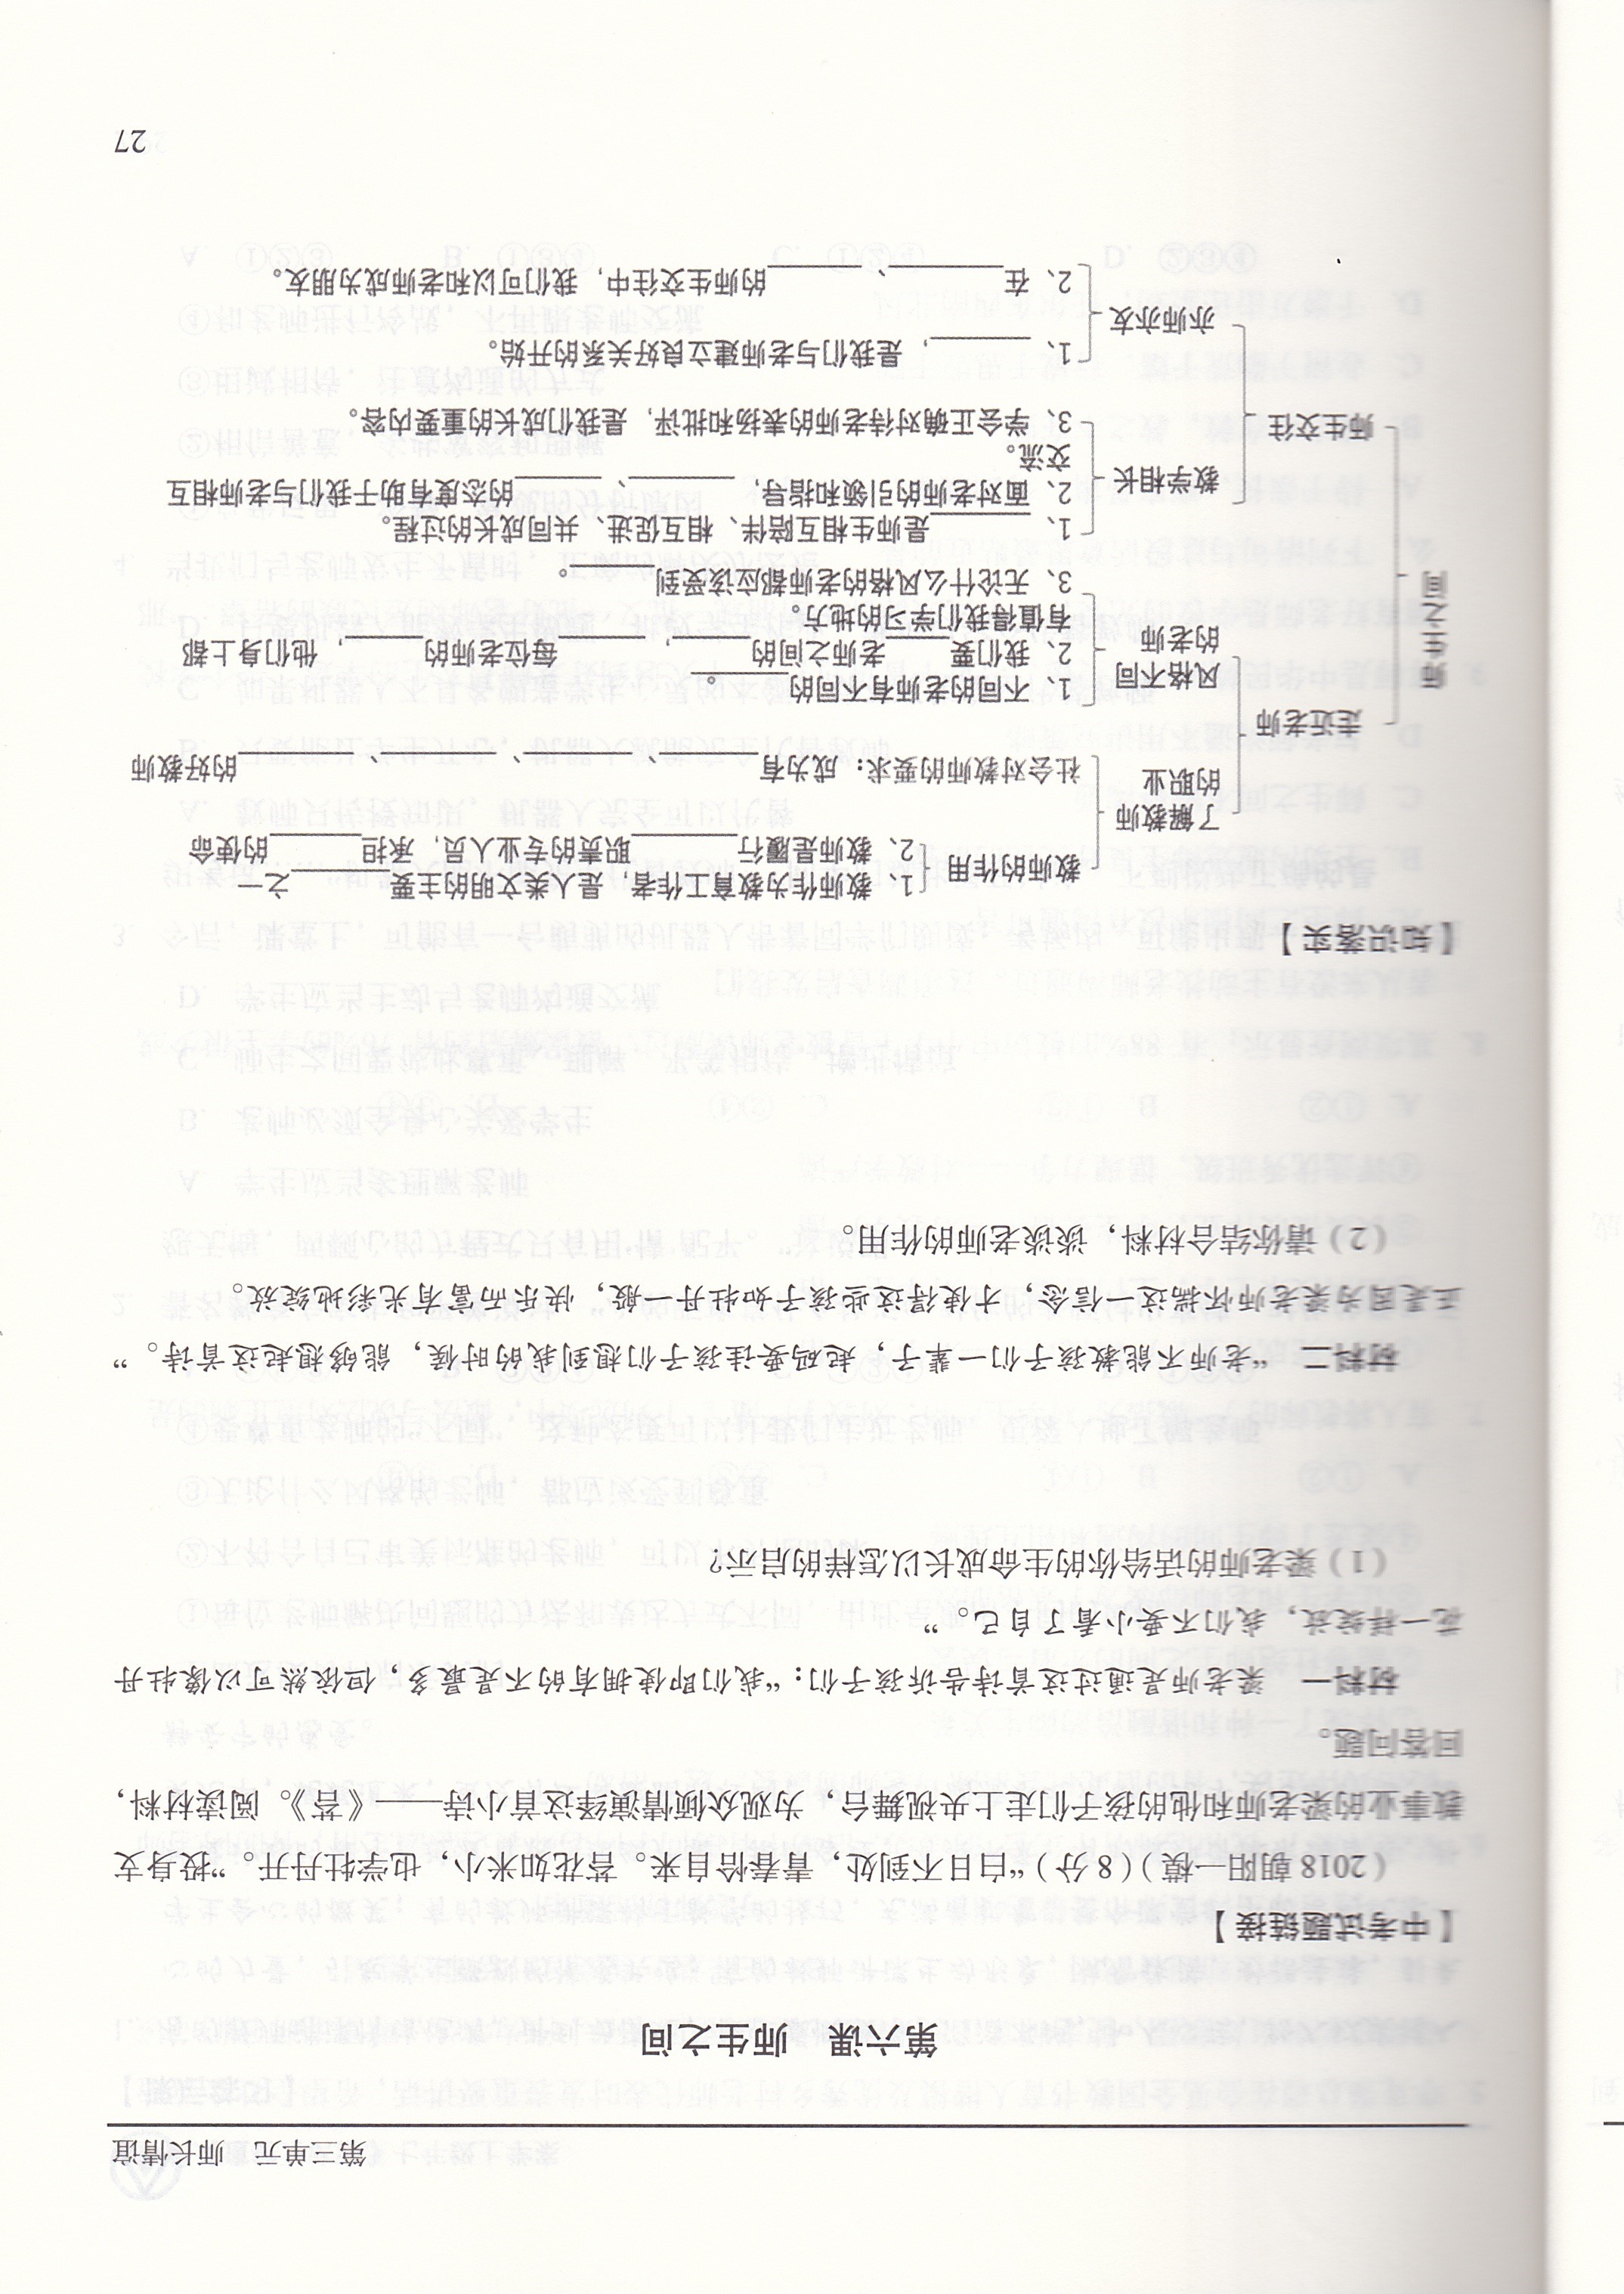 第三单元　师长情谊
第六课　师生之间
【中考试题链接】
（2018朝阳一模）（8分）“白日不到处，青春恰自来。苔花如米小，也学牡丹开。”投身支
教事业的梁老师和他的孩子们走上央视舞台，为观众倾情演绎这首小诗——《苔》。阅读材料，
回答问题。
材料一　梁老师是通过这首诗告诉孩子们：“我们即使拥有的不是最多，但依然可以像牡丹
花一样绽放，我们不要小看了自己。”
（1）梁老师的话给你的生命成长以怎样的启示？
材料二　“老师不能教孩子们一辈子，起码要让孩子们想到我的时候，能够想起这首诗。”
正是因为梁老师怀揣这一信念，才使得这些孩子如牡丹一般，快乐而富有光彩地绽放。
（2）请你结合材料，谈谈老师的作用。
【知识落实】
师生之间
走近老师
了解教师
的职业
教师的作用
1、教师作为教育工作者，是人类文明的主要______之一
2、教师是履行______职责的专业人员，承担______的使命
社会对教师的要求：成为有______、______、______、______的好教师
风格不同
的老师
1、不同的老师有不同的______。
2、我们要______老师之间的______，______每位老师的______，他们身上都
有值得我们学习的地方。
3、无论什么风格的老师都应该受到______。
师生交往
教学相长
1、______是师生相互陪伴、相互促进、共同成长的过程。
2、面对老师的引领和指导，______、______的态度有助于我们与老师相互
交流。
3、学会正确对待老师的表扬和批评，是我们成长的重要内容。
亦师亦友
1、______，是我们与老师建立良好关系的开始。
2、在______、______的师生交往中，我们可以和老师成为朋友。
27